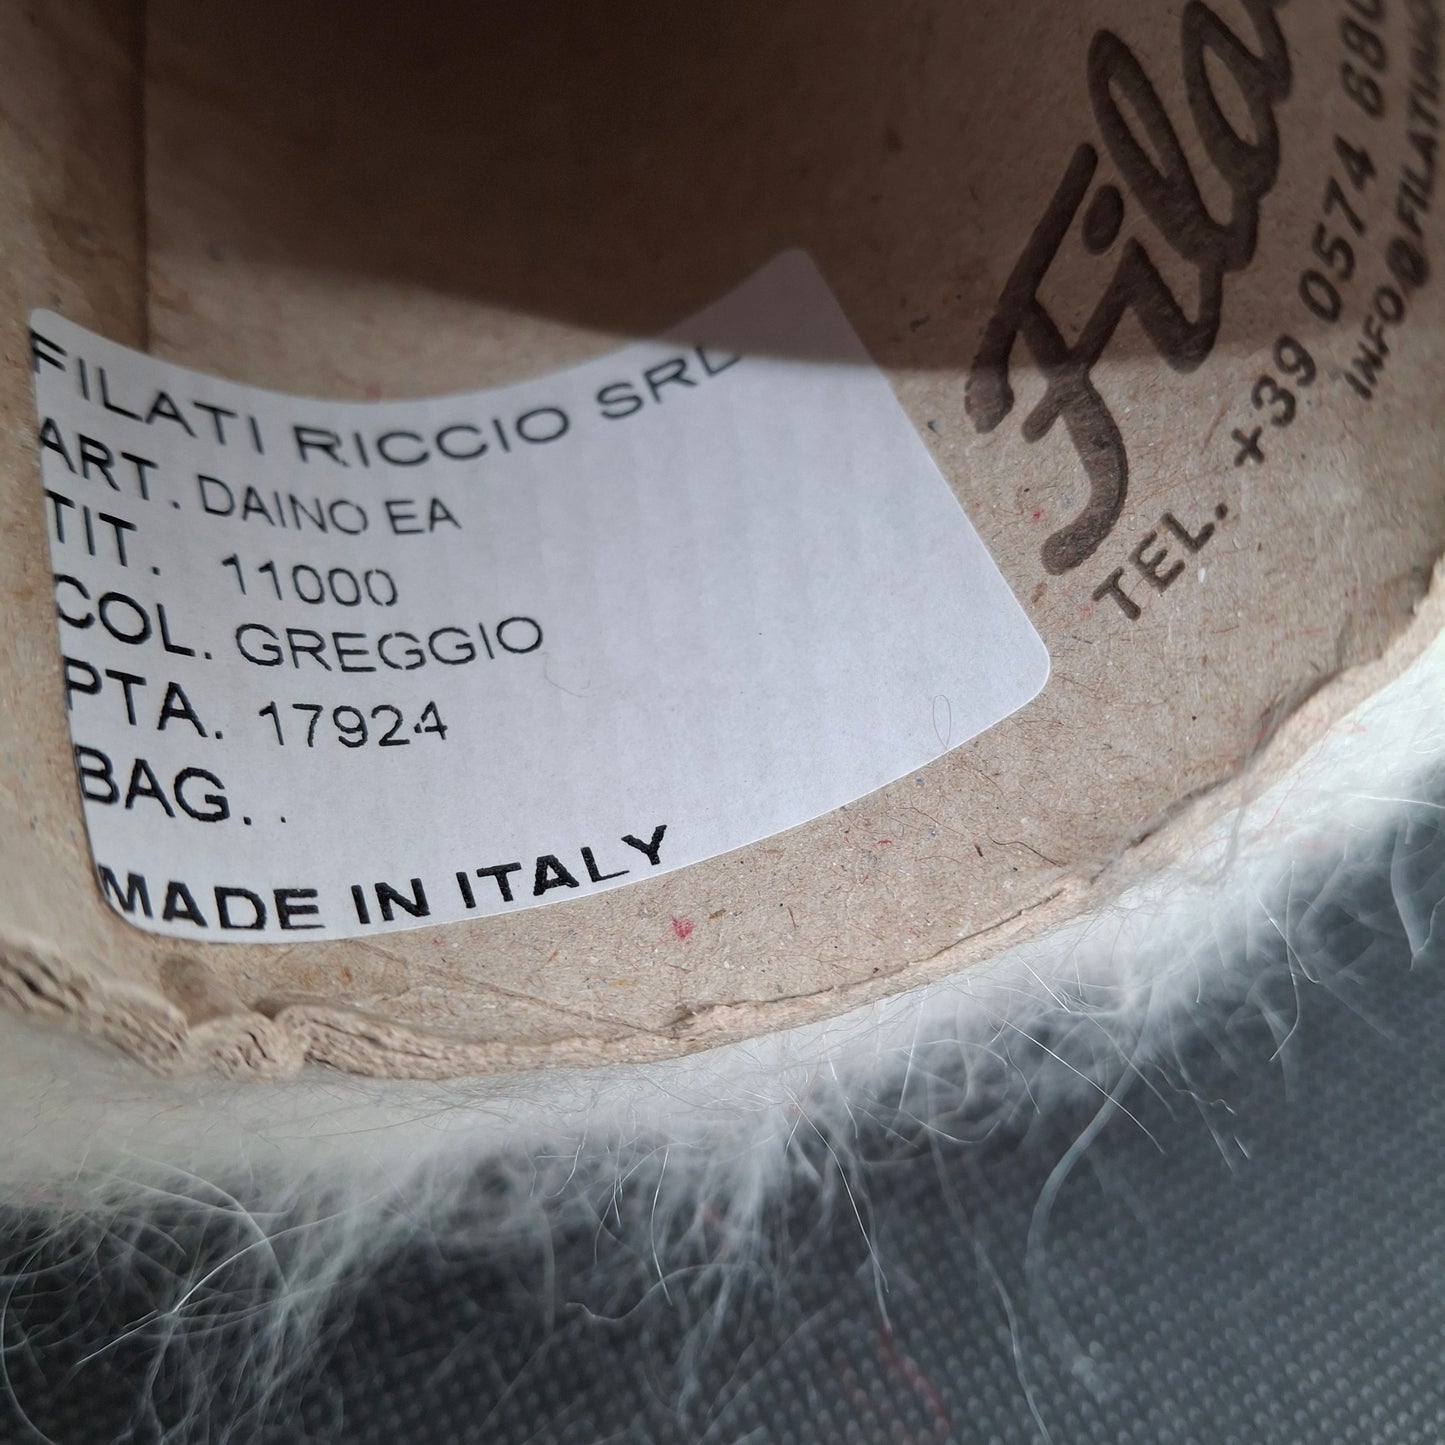 FILATI RICCIO SRL
ART. DAINO EA
TIT. 11000
COL. GREGGIO
PTA. 17924
BAG. .
MADE IN ITALY
TEL. +39 0574